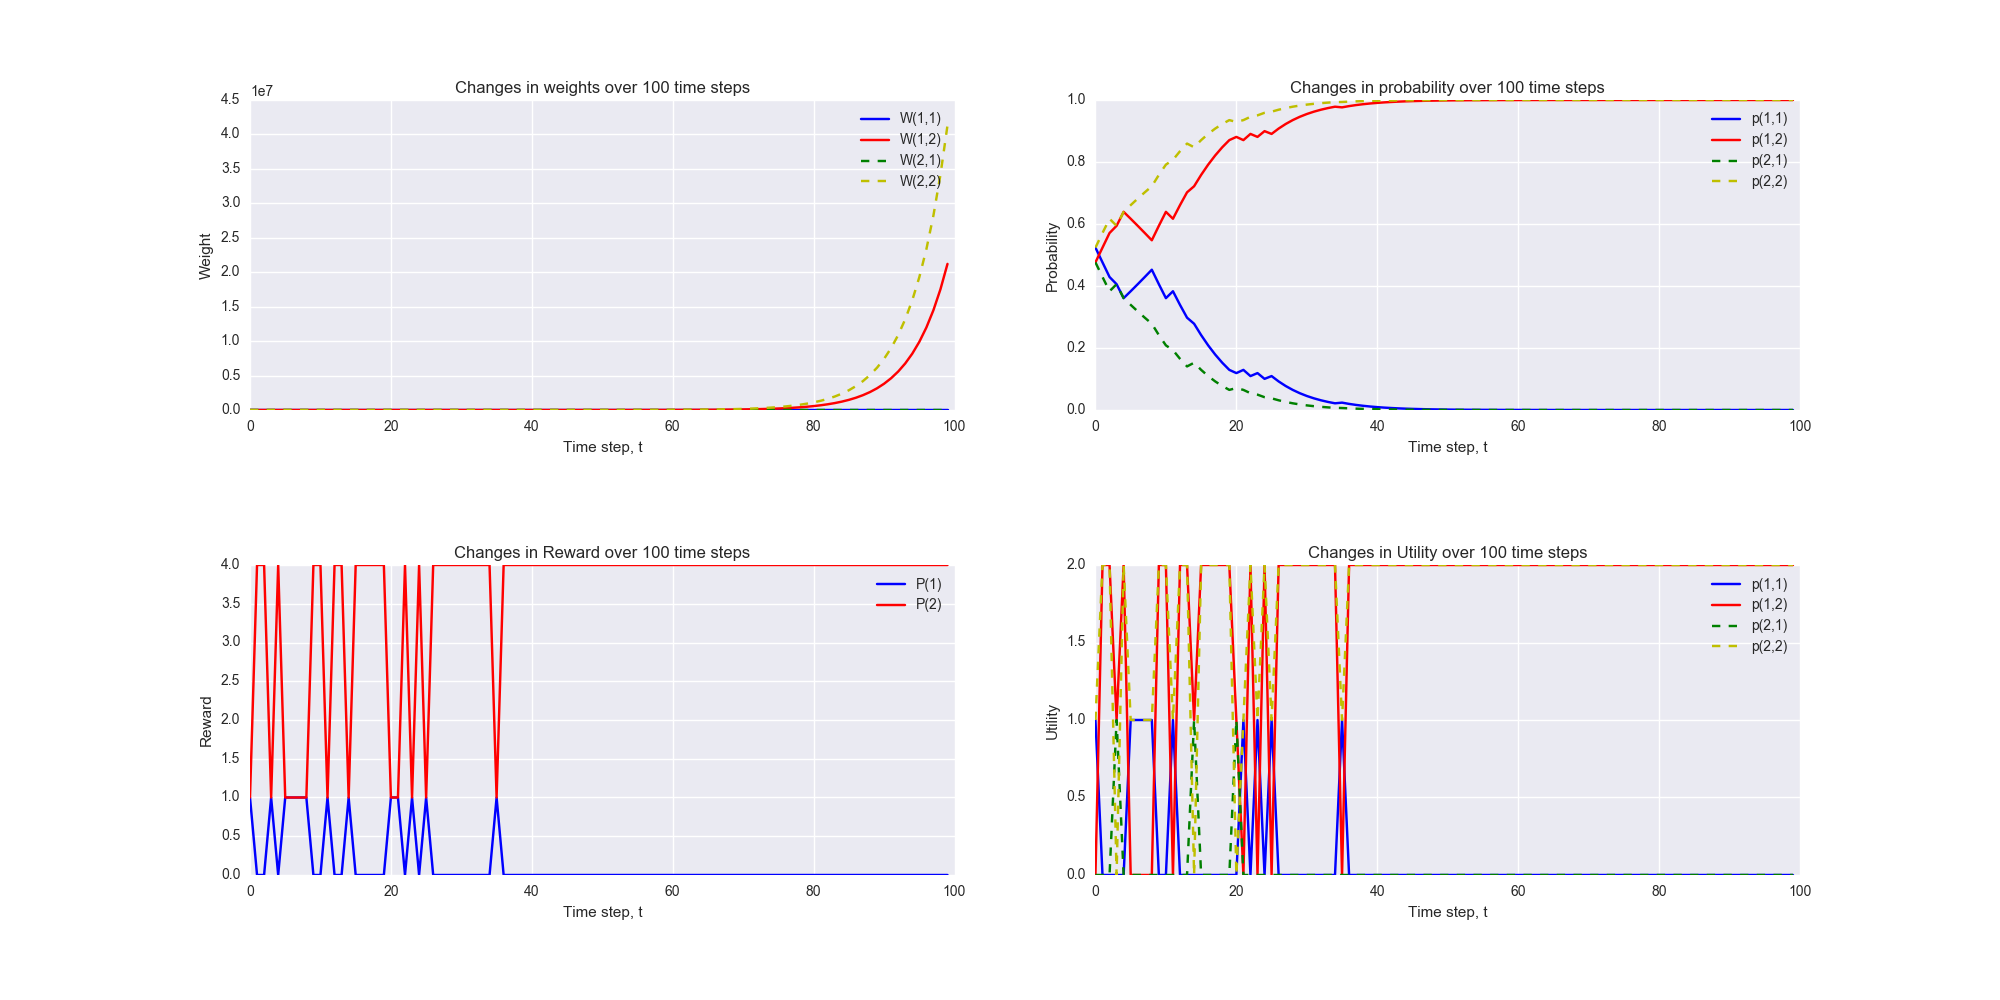 Changes in weights over 100 time steps
1e7
4.5
4.0
3.5
3.0
2.5
2.0
1.5
1.0
0.5
0.0
Weight
W(1,1)
W(1,2)
W(2,1)
W(2,2)
0 20 40 60 80 100
Time step, t
Changes in probability over 100 time steps
1.0
0.8
0.6
0.4
0.2
0.0
Probability
p(1,1)
p(1,2)
p(2,1)
p(2,2)
0 20 40 60 80 100
Time step, t
Changes in Reward over 100 time steps
4.0
3.5
3.0
2.5
2.0
1.5
1.0
0.5
0.0
Reward
P(1)
P(2)
0 20 40 60 80 100
Time step, t
Changes in Utility over 100 time steps
2.0
1.5
1.0
0.5
0.0
Utility
p(1,1)
p(1,2)
p(2,1)
p(2,2)
0 20 40 60 80 100
Time step, t